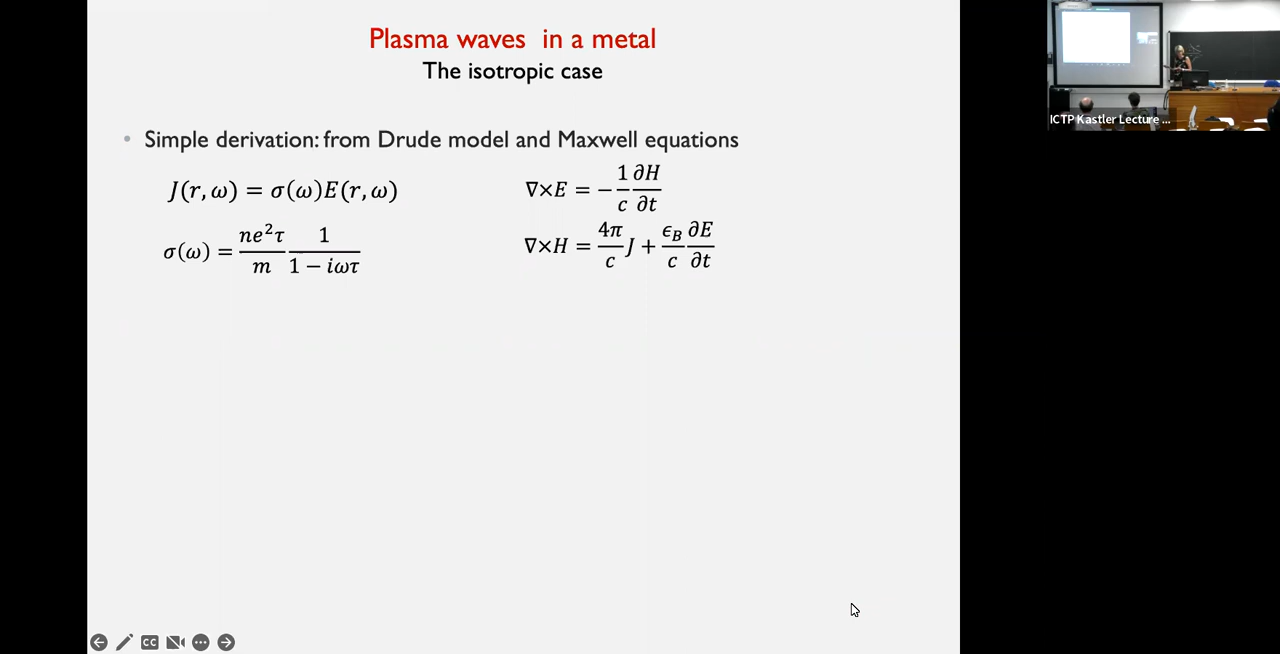 Plasma waves in a metal
The isotropic case
• Simple derivation: from Drude model and Maxwell equations
J(r, ω) = σ(ω)E(r, ω)
σ(ω) = ne²τ/m 1/(1 − iωτ)
∇×E = −1/c ∂H/∂t
∇×H = 4π/c J + ϵ_B/c ∂E/∂t
ICTP Kastler Lecture ...
CC